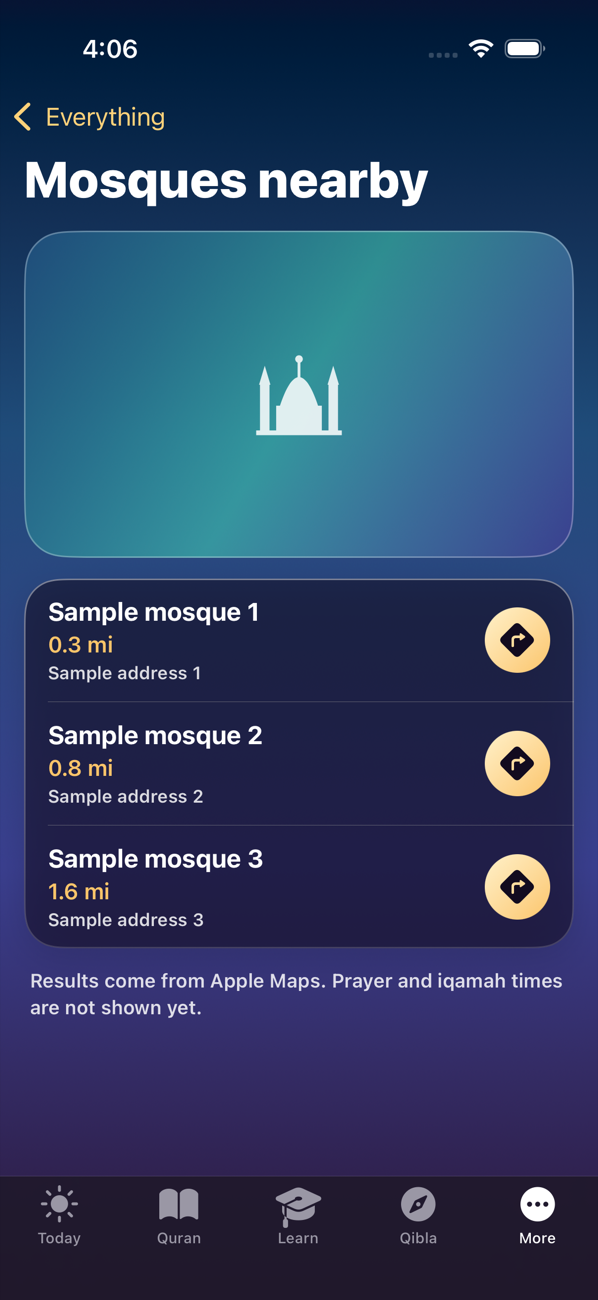 4:06
Everything
Mosques nearby
Sample mosque 1
0.3 mi
Sample address 1
Sample mosque 2
0.8 mi
Sample address 2
Sample mosque 3
1.6 mi
Sample address 3
Results come from Apple Maps. Prayer and iqamah times
are not shown yet.
Today
Quran
Learn
Qibla
More